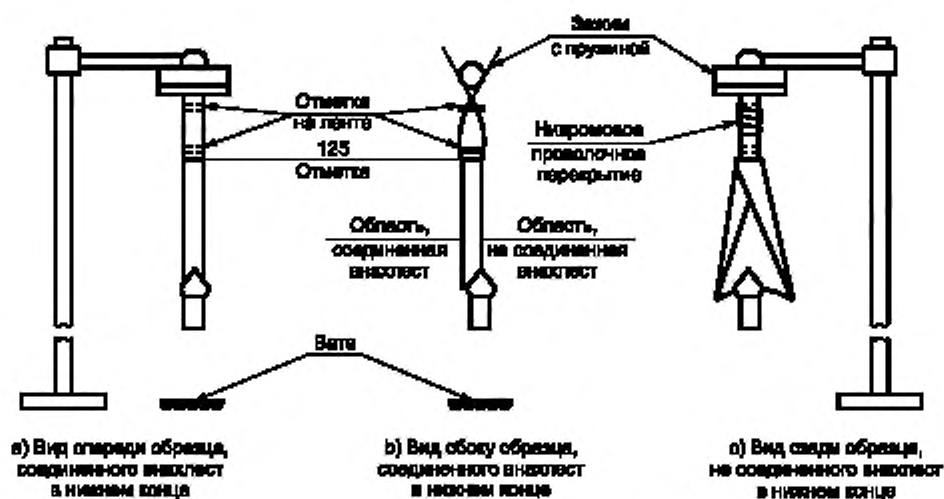 Зажим
с пружиной
Отметка
на ленте
125
Отметка
Нихромовое
проволочное
перекрытие
Область,
соединенная
внахлест
Область,
не соединенная
внахлест
Вата
a) Вид спереди образца,
соединенного внахлест
в нижнем конце
b) Вид сбоку образца,
соединенного внахлест
в нижнем конце
c) Вид сзади образца,
не соединенного внахлест
в нижнем конце